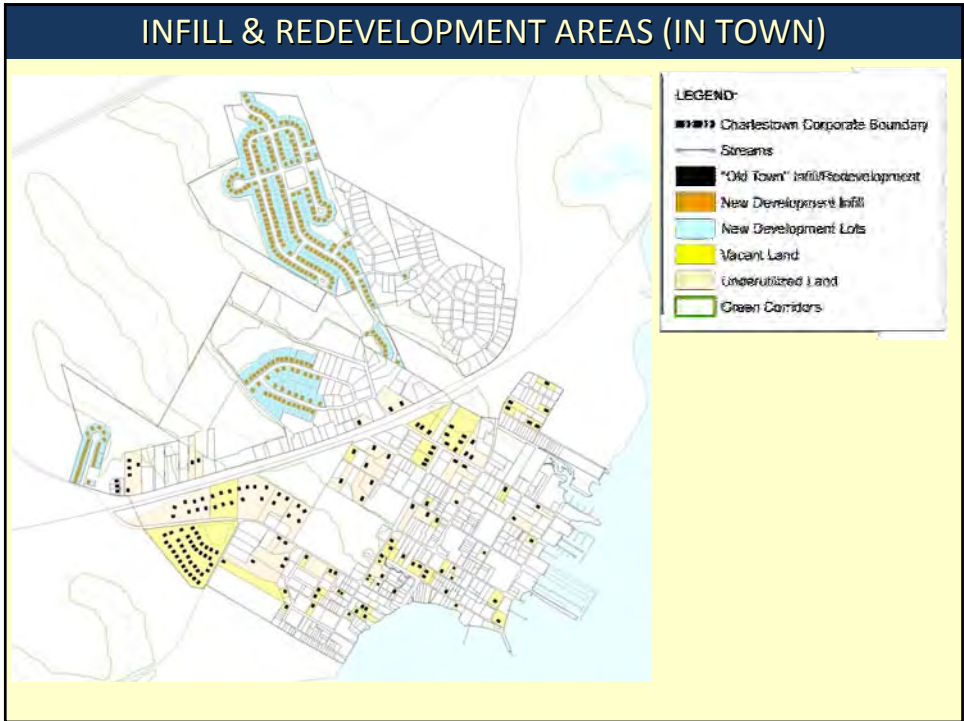 INFILL & REDEVELOPMENT AREAS (IN TOWN)
LEGEND
Charlestown Corporate Boundary
Streams
"Old Town" Infill/Redevelopment
New Development Infill
New Development Lots
Vacant Land
Underutilized Land
Green Corridors